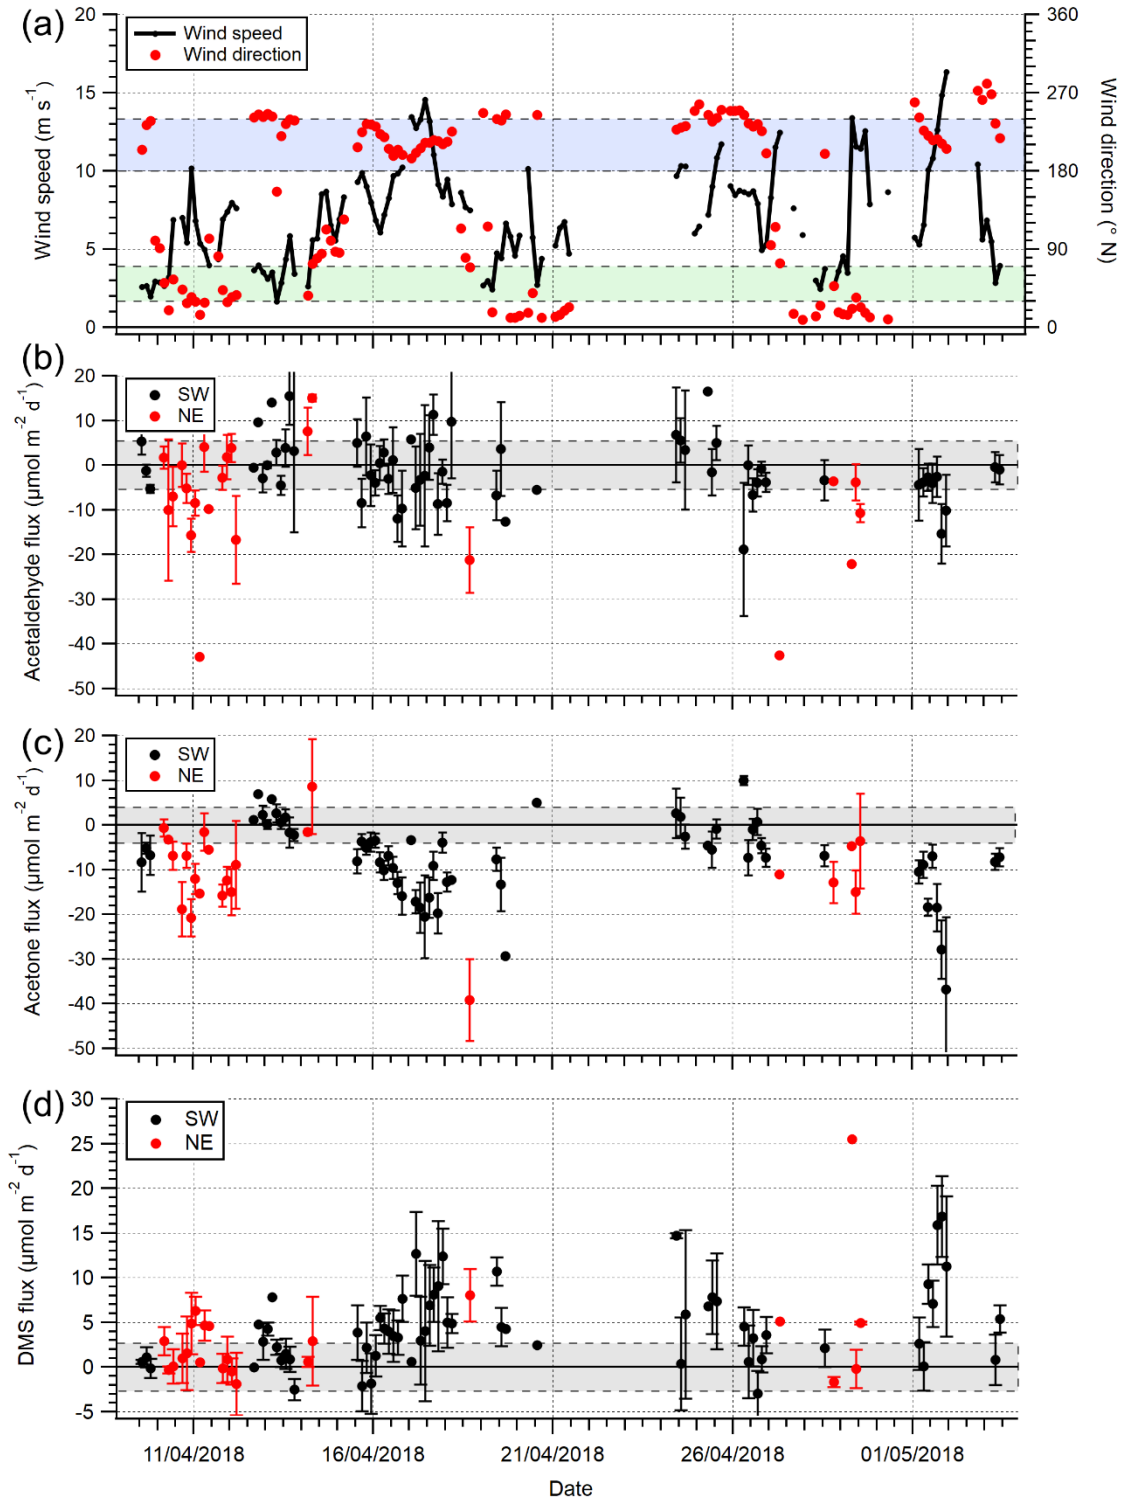 (a)
Wind speed
Wind direction
Wind speed (m s⁻¹)
20
15
10
5
0
Wind direction (° N)
360
270
180
90
0
(b)
SW
NE
Acetaldehyde flux (µmol m⁻² d⁻¹)
20
10
0
-10
-20
-30
-40
-50
(c)
SW
NE
Acetone flux (µmol m⁻² d⁻¹)
20
10
0
-10
-20
-30
-40
-50
(d)
SW
NE
DMS flux (µmol m⁻² d⁻¹)
30
25
20
15
10
5
0
-5
11/04/2018 16/04/2018 21/04/2018 26/04/2018 01/05/2018
Date